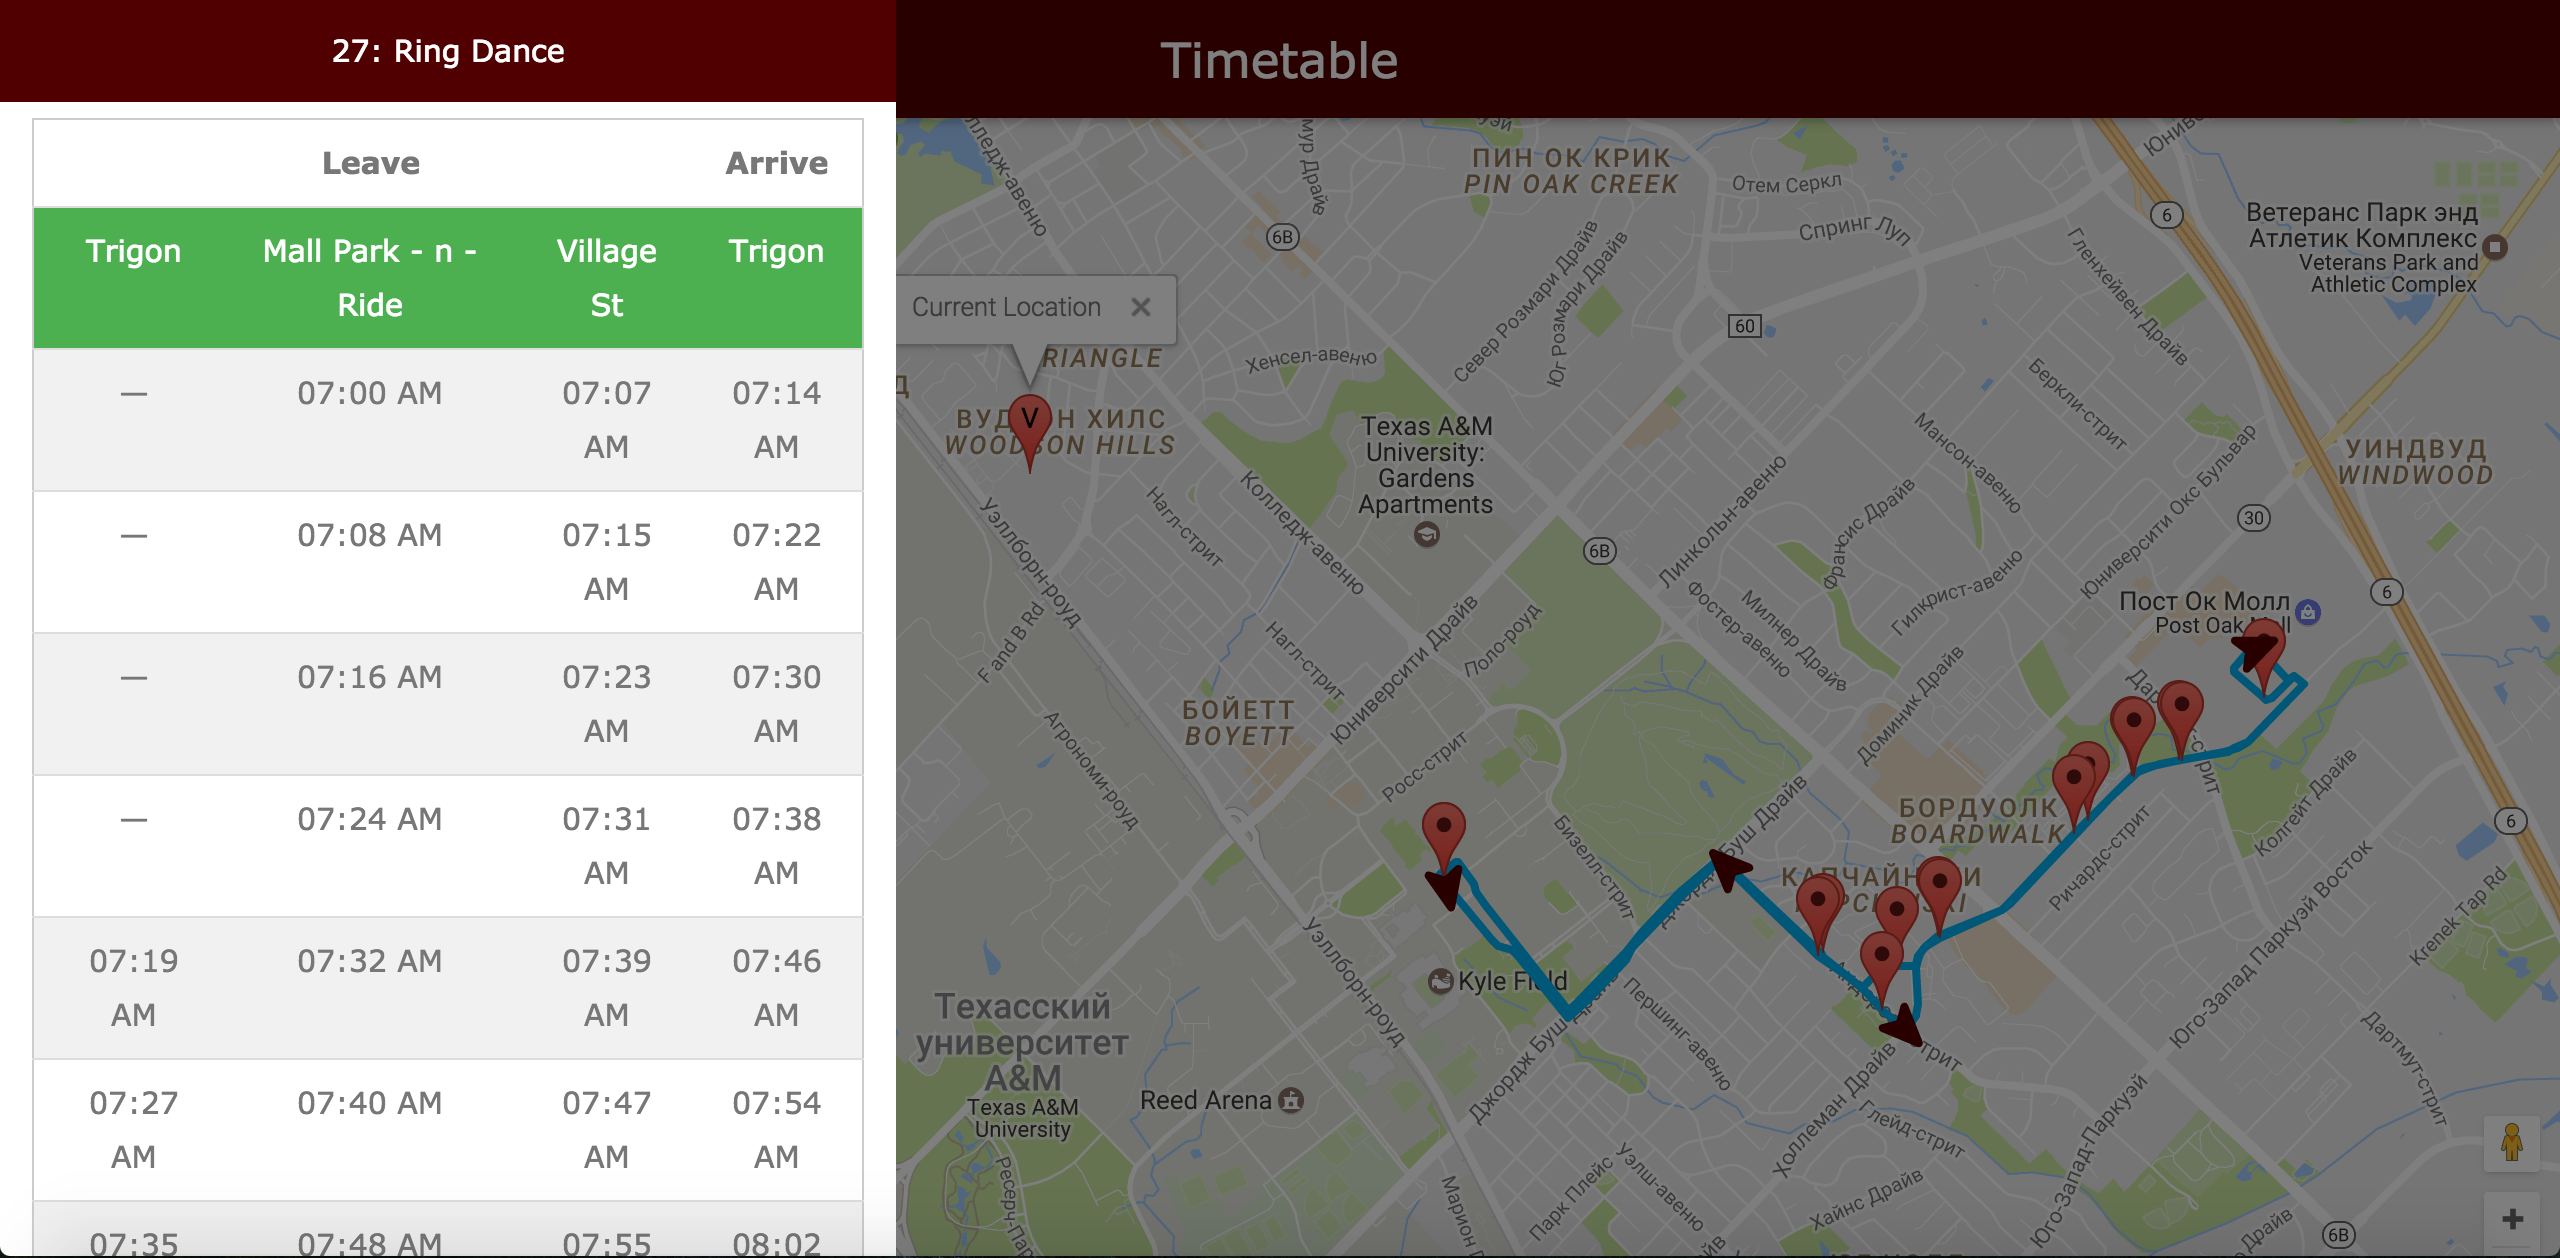 27: Ring Dance
Timetable
Leave Arrive
Trigon Mall Park - n - Village Trigon
Ride St
— 07:00 AM 07:07 07:14
AM AM
— 07:08 AM 07:15 07:22
AM AM
— 07:16 AM 07:23 07:30
AM AM
— 07:24 AM 07:31 07:38
AM AM
07:19 07:32 AM 07:39 07:46
AM AM AM
07:27 07:40 AM 07:47 07:54
AM AM AM
07:35 07:48 AM 07:55 08:02
Current Location
RIANGLE
V
Н ХИЛС
WOODSON HILLS
ПИН ОК КРИК
PIN OAK CREEK
Отем Серкл
Спринг Луп
6B
60
6
Ветеранс Парк энд
Атлетик Комплекс
Veterans Park and
Athletic Complex
Гленхейвен Драйв
Север Розмари Драйв
Юг Розмари Драйв
Хенсел-авеню
Texas A&M
University:
Gardens
Apartments
Беркли-стрит
Мансон-авеню
Юниверсити Окс Бульвар
УИНДВУД
WINDWOOD
30
6
6B
Линкольн-авеню
Франсис Драйв
Гилкрист-авеню
Фостер-авеню
Милнер Драйв
Доминик Драйв
Колледж-авеню
Нагл-стрит
Уэллборн-роуд
F and B Rd
Нагл-стрит
Юниверсити Драйв
Поло-роуд
Пост Ок Молл
Post Oak
БОЙЕТТ
BOYETT
Агрономи-роуд
Росс-стрит
Бизелл-стрит
Буш Драйв
БОРДУОЛК
BOARDWALK
Ричардс-стрит
Колгейт Драйв
6
Krenek Tap Rd
Юго-Запад Паркуэй Восток
Kyle Field
Уэллборн-роуд
Техасский
университет
A&M
Texas A&M
University
Reed Arena
Джордж Буш
Першинг-авеню
Холлеман Драйв
Глейд-стрит
Юго-Запад-Паркуэй
Дартмут-стрит
Парк Плейс
Уэлш-авеню
Хайнс Драйв
6B